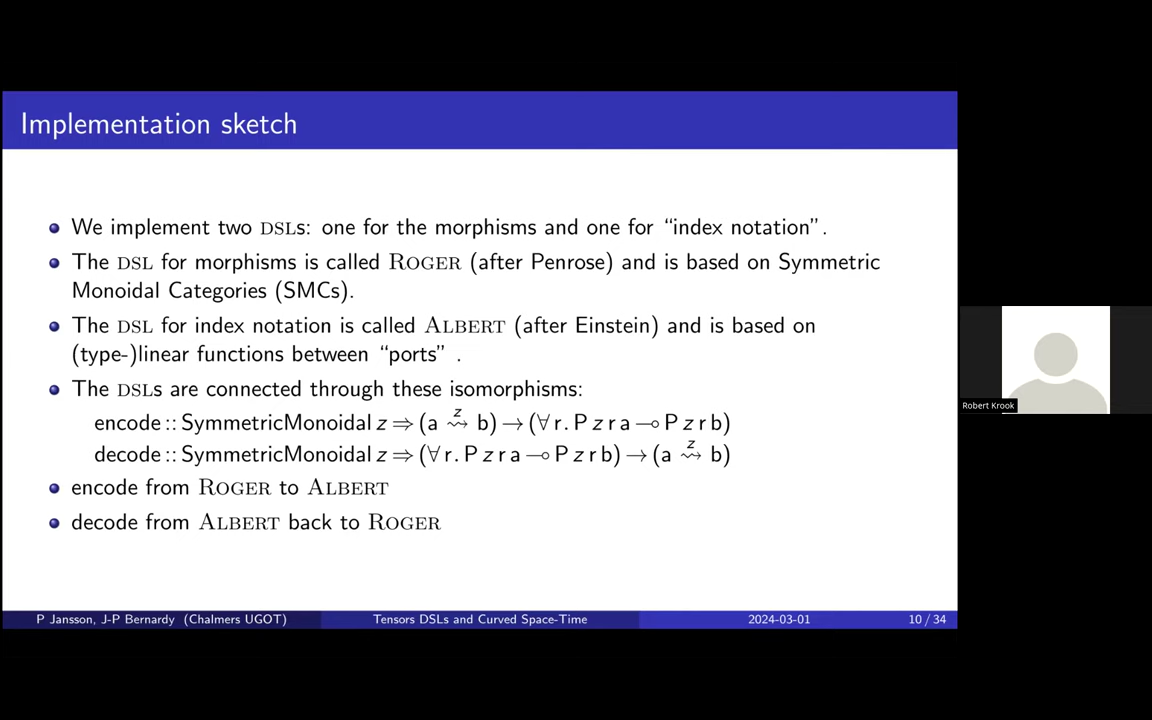 Implementation sketch
We implement two DSLs: one for the morphisms and one for “index notation”.
The DSL for morphisms is called ROGER (after Penrose) and is based on Symmetric
Monoidal Categories (SMCs).
The DSL for index notation is called ALBERT (after Einstein) and is based on
(type-)linear functions between “ports” .
The DSLs are connected through these isomorphisms:
encode :: SymmetricMonoidal z ⇒ (a z⇝ b) → (∀ r. P z r a ⊸ P z r b)
decode :: SymmetricMonoidal z ⇒ (∀ r. P z r a ⊸ P z r b) → (a z⇝ b)
encode from ROGER to ALBERT
decode from ALBERT back to ROGER
P Jansson, J-P Bernardy (Chalmers UGOT) Tensors DSLs and Curved Space-Time 2024-03-01 10 / 34
Robert Krook